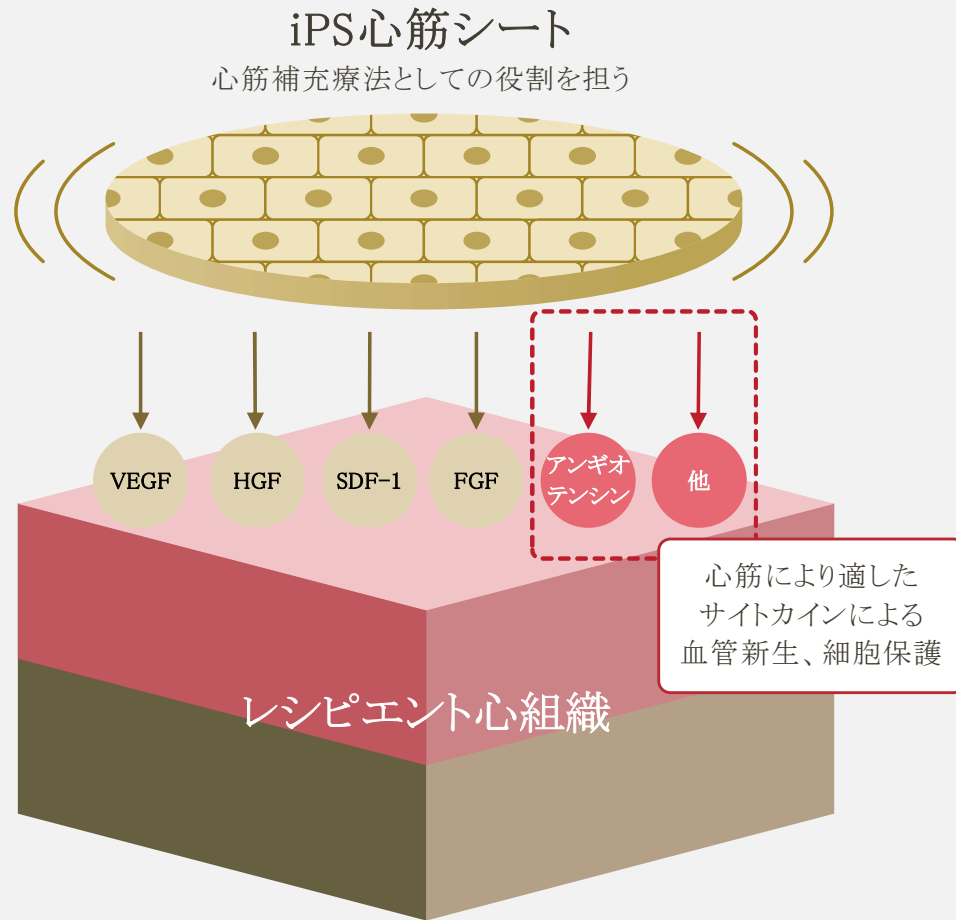 iPS心筋シート
心筋補充療法としての役割を担う
VEGF
HGF
SDF-1
FGF
アンギオ
テンシン
他
心筋により適した
サイトカインによる
血管新生、細胞保護
レシピエント心組織